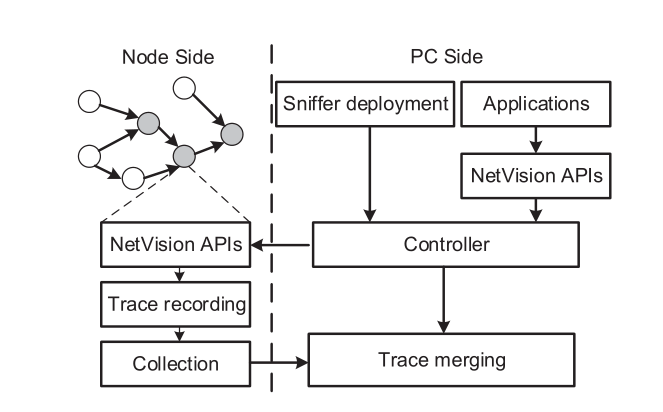 Node Side
PC Side
Sniffer deployment
Applications
NetVision APIs
NetVision APIs
Controller
Trace recording
Collection
Trace merging